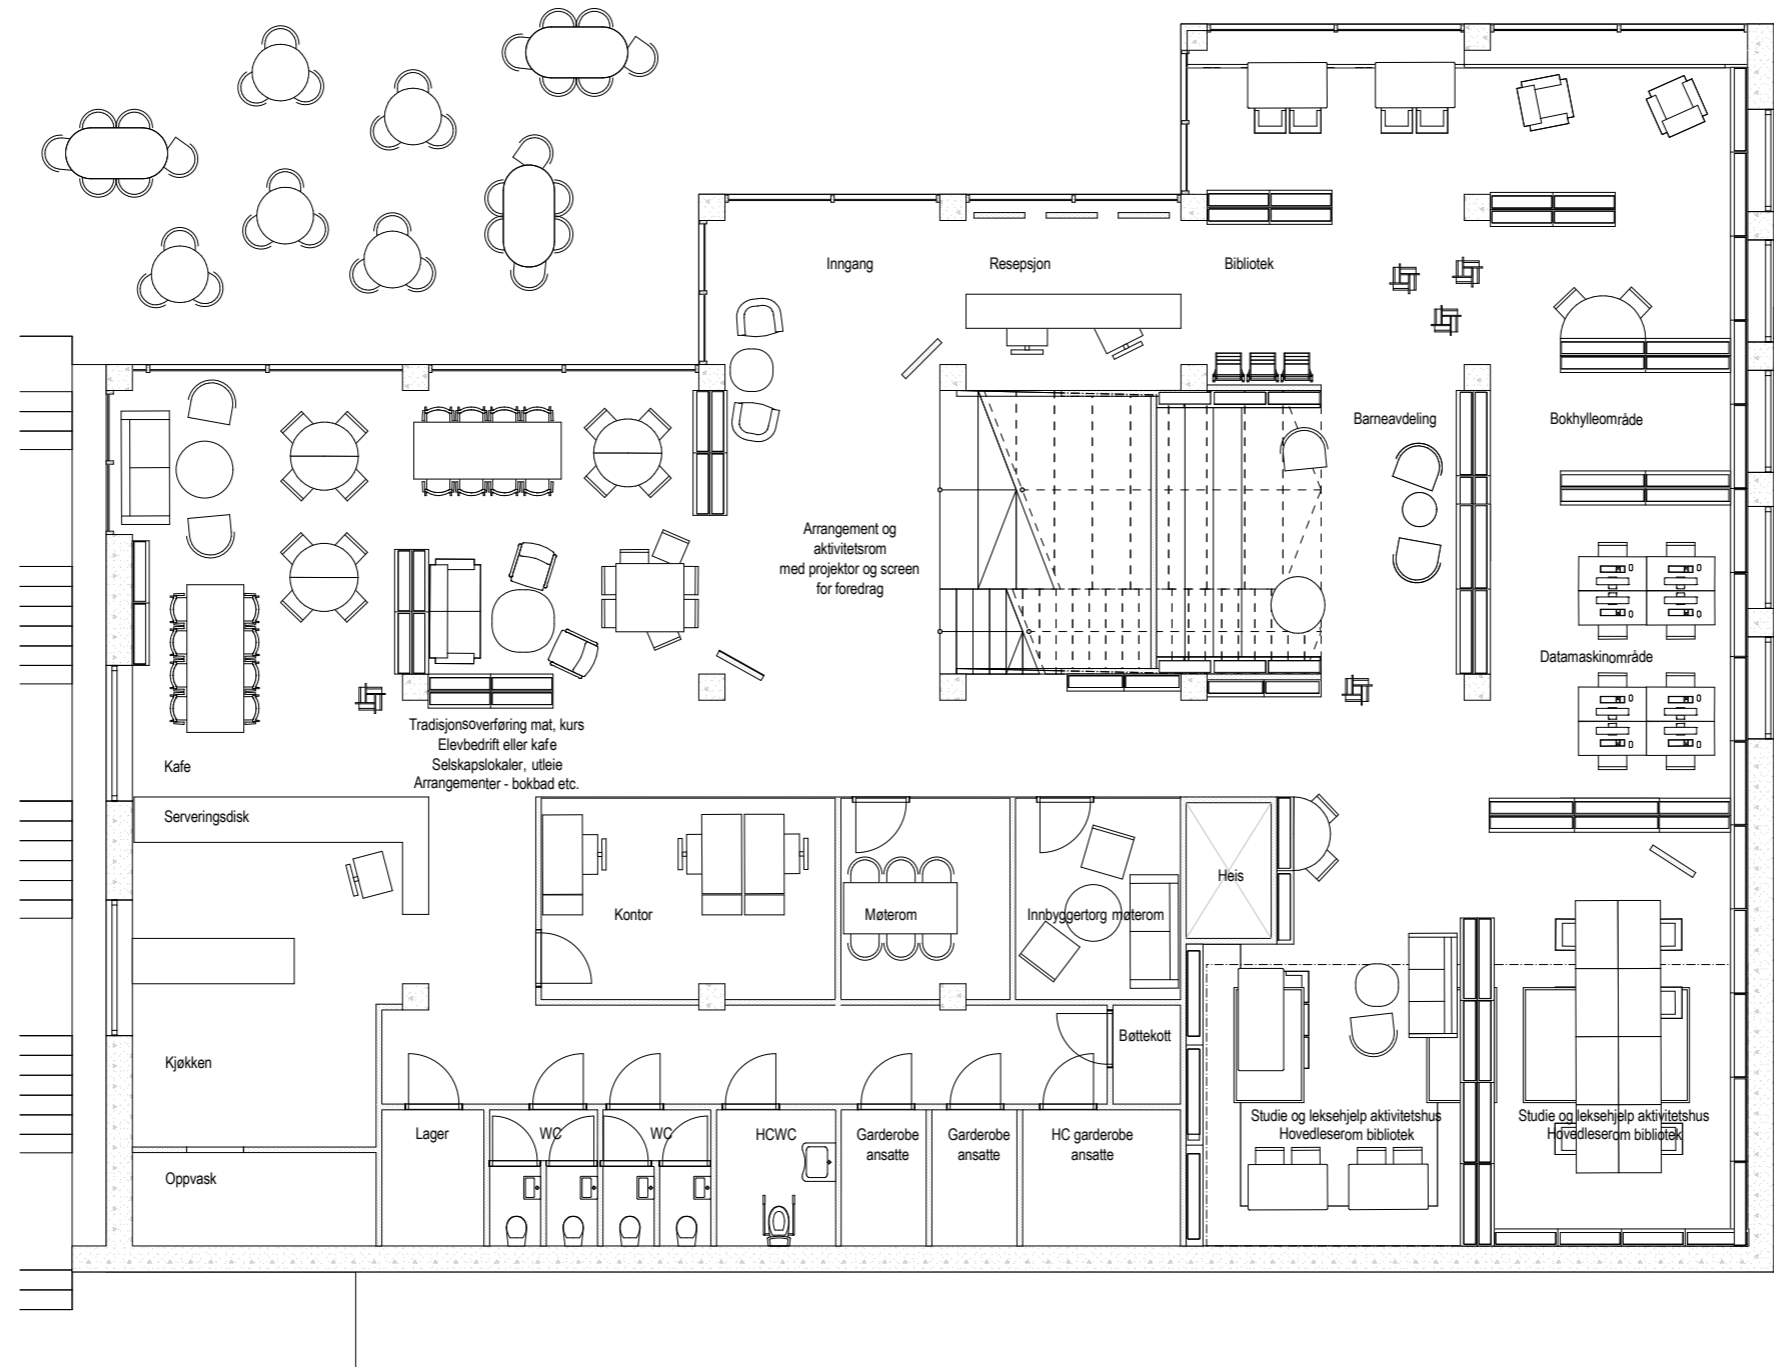 Inngang
Resepsjon
Bibliotek
Barneavdeling
Bokhylleområde
Arrangement og
aktivitetsrom
med projektor og screen
for foredrag
Datamaskinområde
Tradisjonsoverføring mat, kurs
Elevbedrift eller kafe
Selskapslokaler, utleie
Arrangementer - bokbad etc.
Kafe
Serveringsdisk
Heis
Kontor
Møterom
Innbyggertorg møterom
Bøttekott
Kjøkken
Studie og leksehjelp aktivitetshus
Hovedleserom bibliotek
Studie og leksehjelp aktivitetshus
Hovedleserom bibliotek
Lager
WC
WC
HCWC
Garderobe
ansatte
Garderobe
ansatte
HC garderobe
ansatte
Oppvask